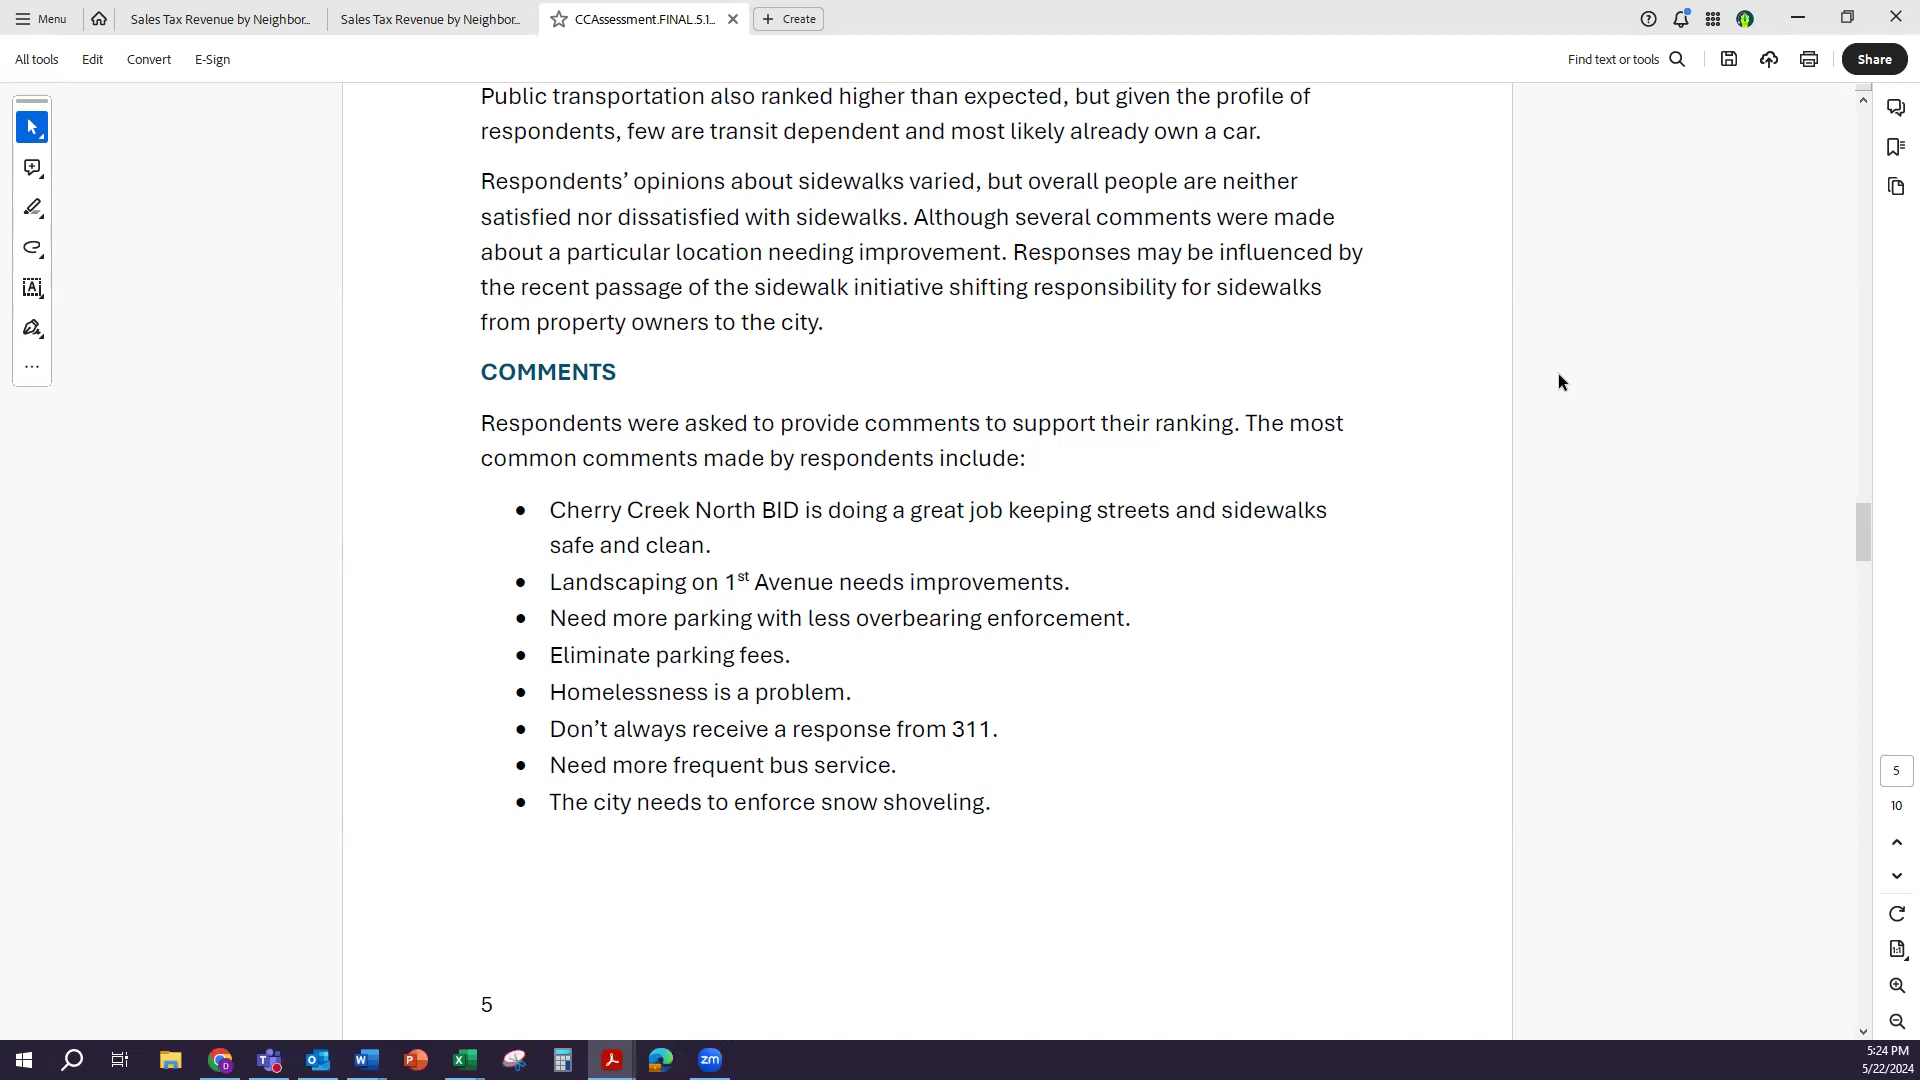 Menu
Sales Tax Revenue by Neighbor...
Sales Tax Revenue by Neighbor...
CCAssessment.FINAL.5.1...
Create
All tools
Edit
Convert
E-Sign
Find text or tools
Share
Public transportation also ranked higher than expected, but given the profile of
respondents, few are transit dependent and most likely already own a car.
Respondents’ opinions about sidewalks varied, but overall people are neither
satisfied nor dissatisfied with sidewalks. Although several comments were made
about a particular location needing improvement. Responses may be influenced by
the recent passage of the sidewalk initiative shifting responsibility for sidewalks
from property owners to the city.
COMMENTS
Respondents were asked to provide comments to support their ranking. The most
common comments made by respondents include:
• Cherry Creek North BID is doing a great job keeping streets and sidewalks
safe and clean.
• Landscaping on 1st Avenue needs improvements.
• Need more parking with less overbearing enforcement.
• Eliminate parking fees.
• Homelessness is a problem.
• Don’t always receive a response from 311.
• Need more frequent bus service.
• The city needs to enforce snow shoveling.
5
5
10
zm
5:24 PM
5/22/2024